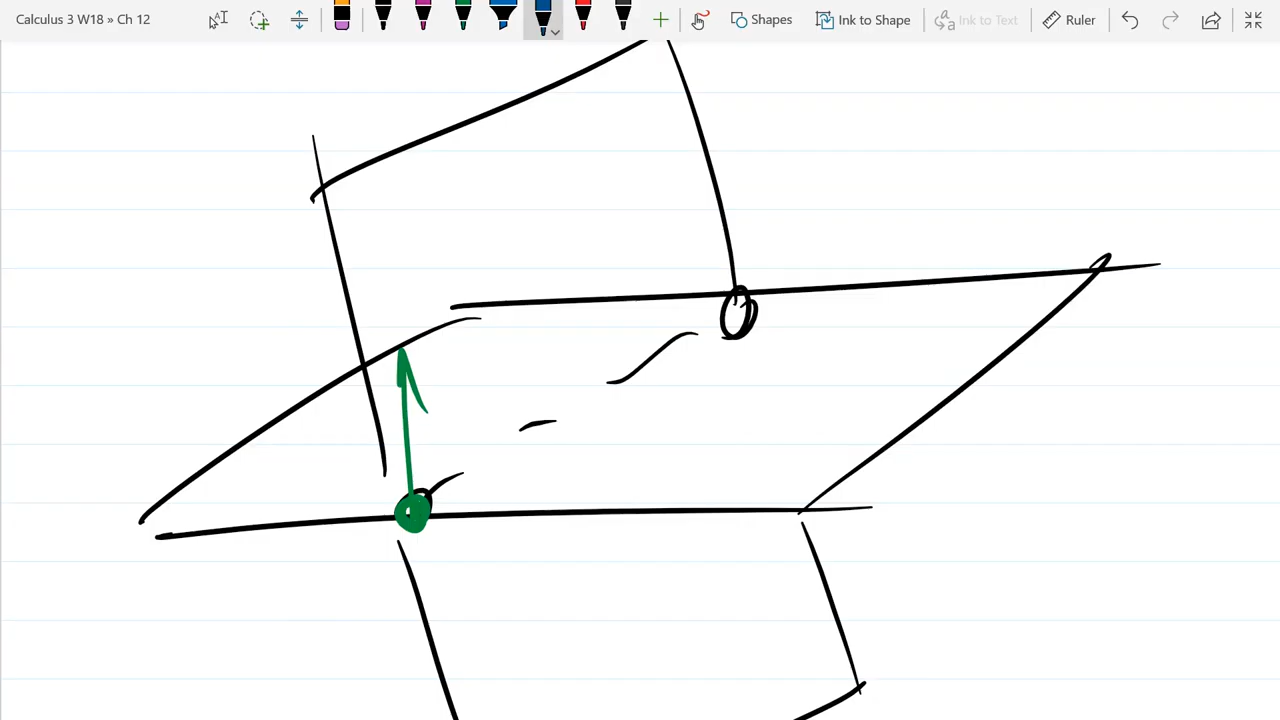 Calculus 3 W18 » Ch 12
Shapes
Ink to Shape
Ink to Text
Ruler